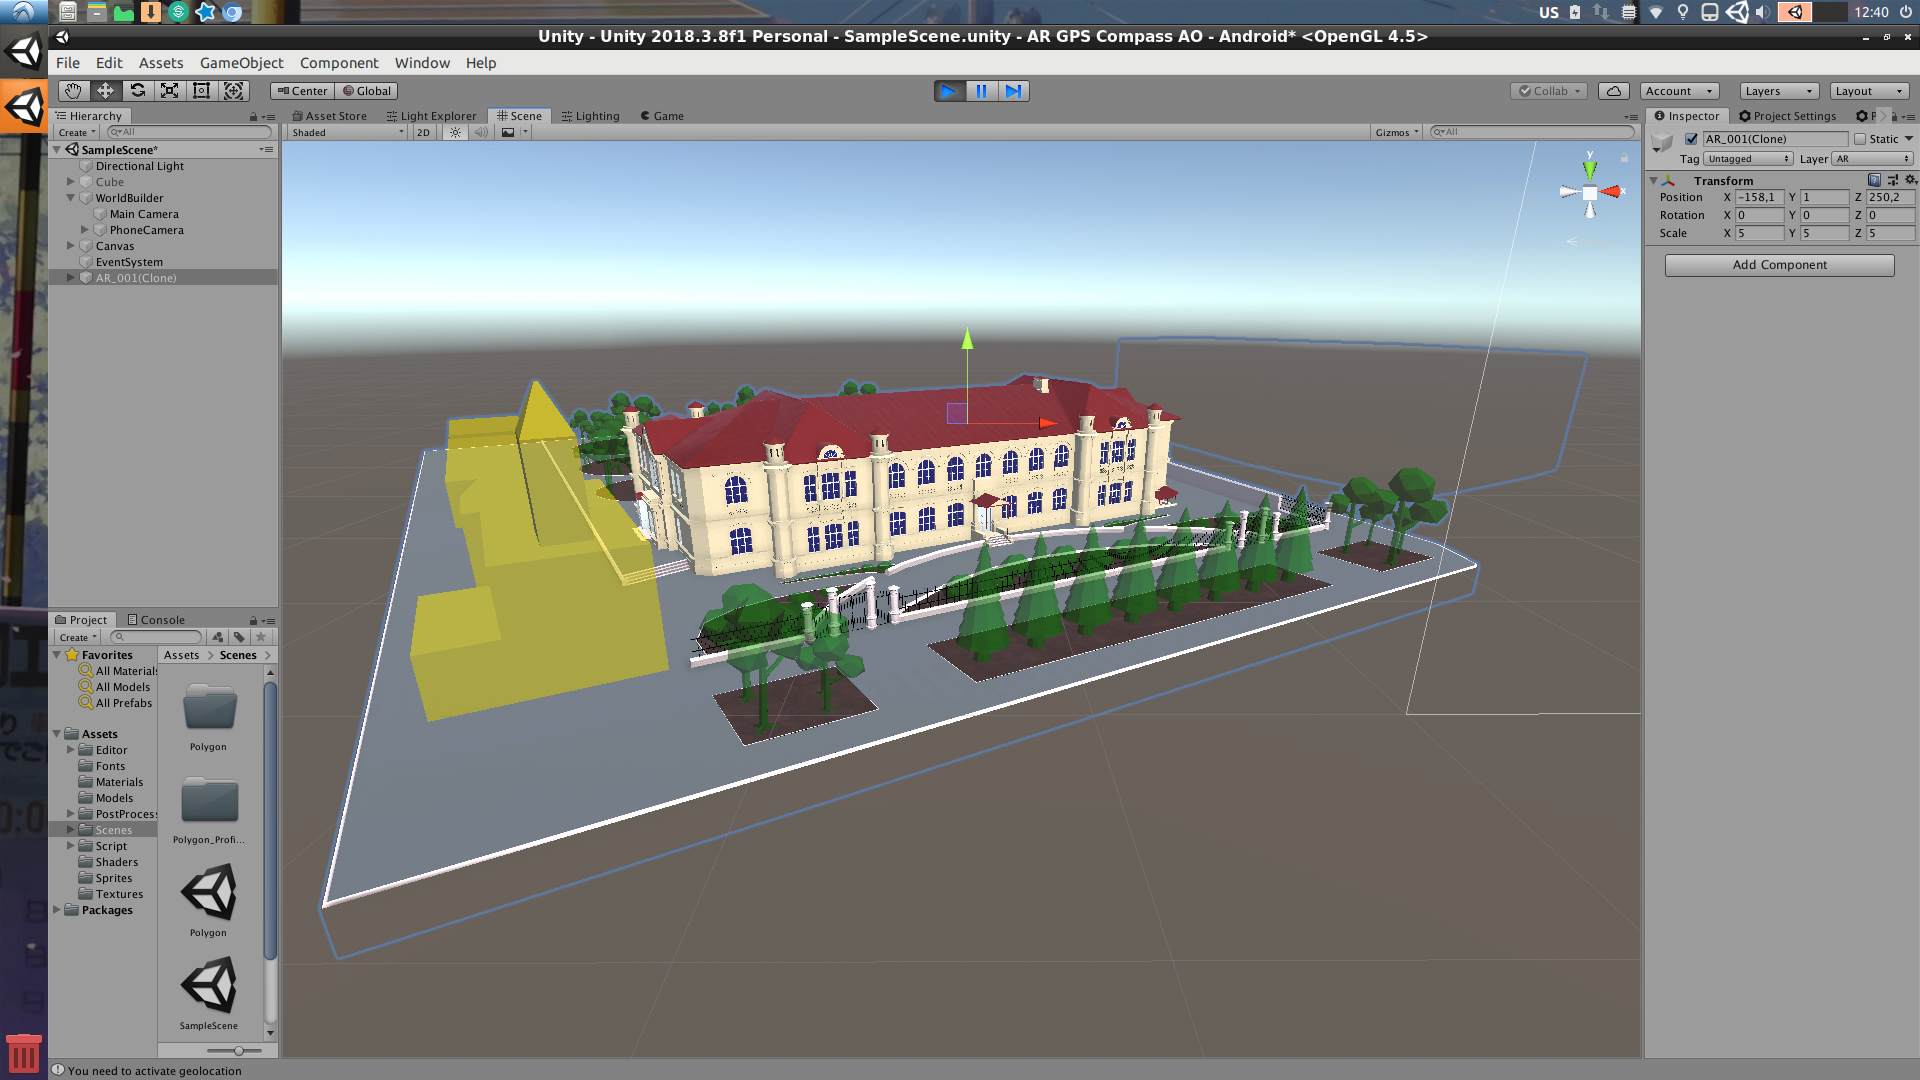 US
12:40
Unity - Unity 2018.3.8f1 Personal - SampleScene.unity - AR GPS Compass AO - Android* <OpenGL 4.5>
File Edit Assets GameObject Component Window Help
Center Global
Collab Account Layers Layout
Hierarchy
Create All
SampleScene*
Directional Light
Cube
WorldBuilder
Main Camera
PhoneCamera
Canvas
EventSystem
AR_001(Clone)
Asset Store Light Explorer Scene Lighting Game
Shaded 2D Gizmos All
y
x
Inspector Project Settings P
AR_001(Clone) Static
Tag Untagged Layer AR
Transform
Position X -158,1 Y 1 Z 250,2
Rotation X 0 Y 0 Z 0
Scale X 5 Y 5 Z 5
Add Component
Project Console
Create
Favorites
All Materials
All Models
All Prefabs
Assets
Editor
Fonts
Materials
Models
PostProcess
Scenes
Script
Shaders
Sprites
Textures
Packages
Assets > Scenes >
Polygon
Polygon_Profi...
Polygon
SampleScene
You need to activate geolocation